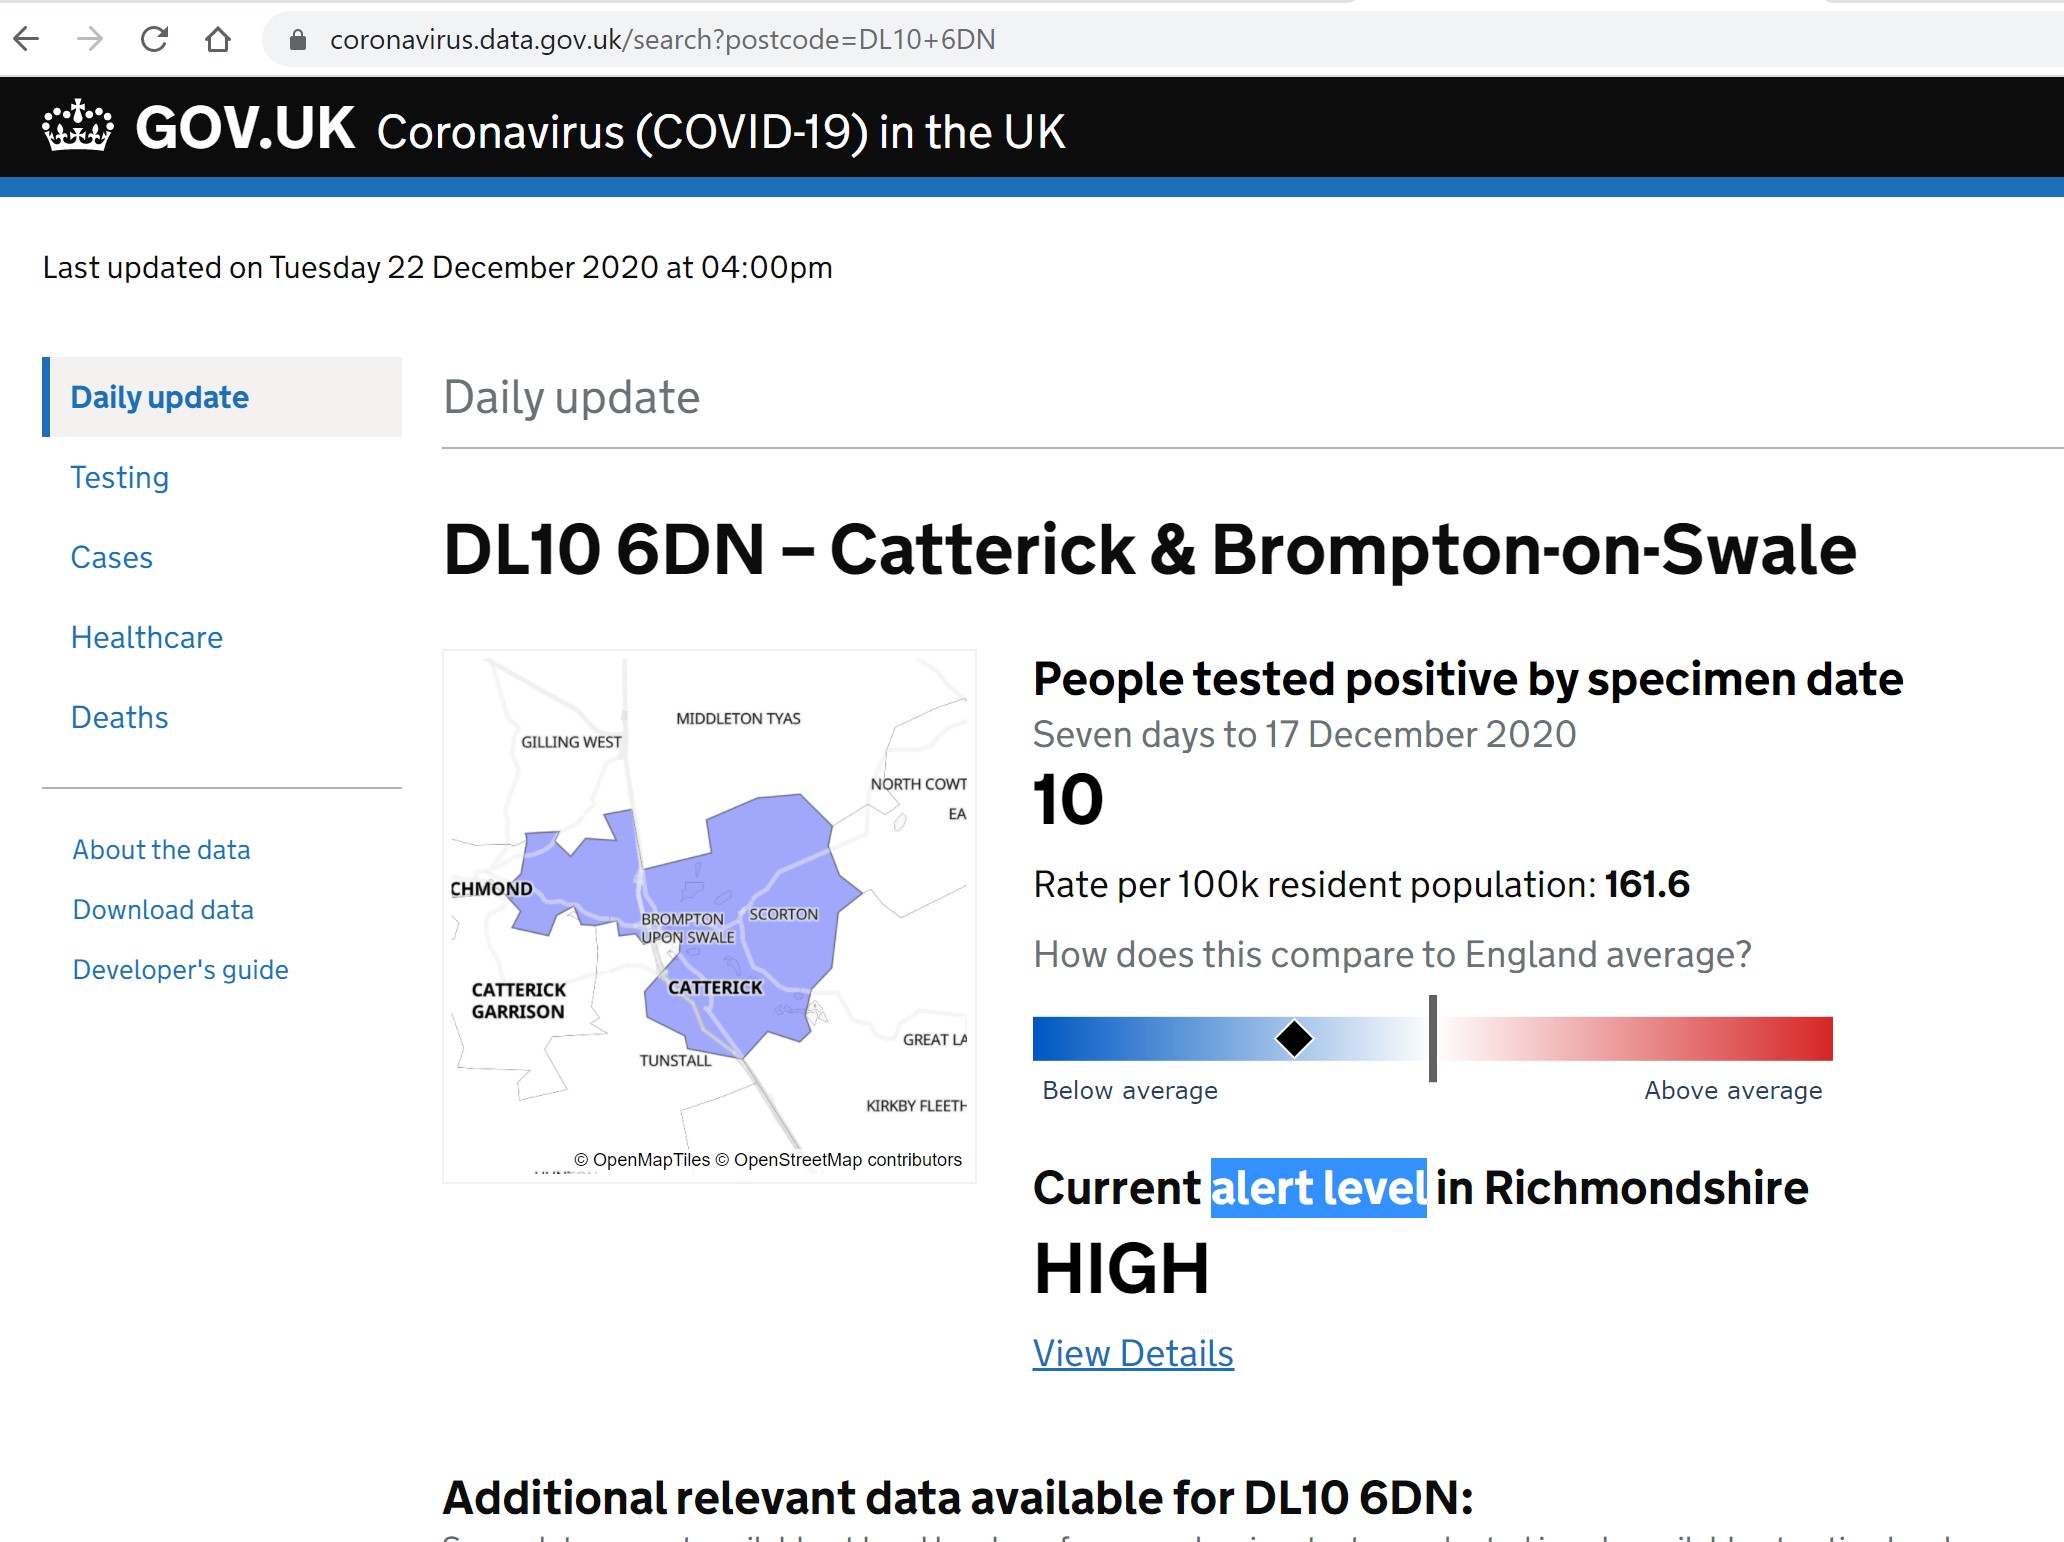 coronavirus.data.gov.uk/search?postcode=DL10+6DN
GOV.UK Coronavirus (COVID-19) in the UK
Last updated on Tuesday 22 December 2020 at 04:00pm
Daily update
Testing
Cases
Healthcare
Deaths
About the data
Download data
Developer's guide
Daily update
DL10 6DN – Catterick & Brompton-on-Swale
MIDDLETON TYAS
GILLING WEST
NORTH COWT
EA
CHMOND
BROMPTON
UPON SWALE
SCORTON
CATTERICK
CATTERICK
GARRISON
GREAT LA
TUNSTALL
KIRKBY FLEETH
© OpenMapTiles © OpenStreetMap contributors
People tested positive by specimen date
Seven days to 17 December 2020
10
Rate per 100k resident population: 161.6
How does this compare to England average?
Below average
Above average
Current alert level in Richmondshire
HIGH
View Details
Additional relevant data available for DL10 6DN: